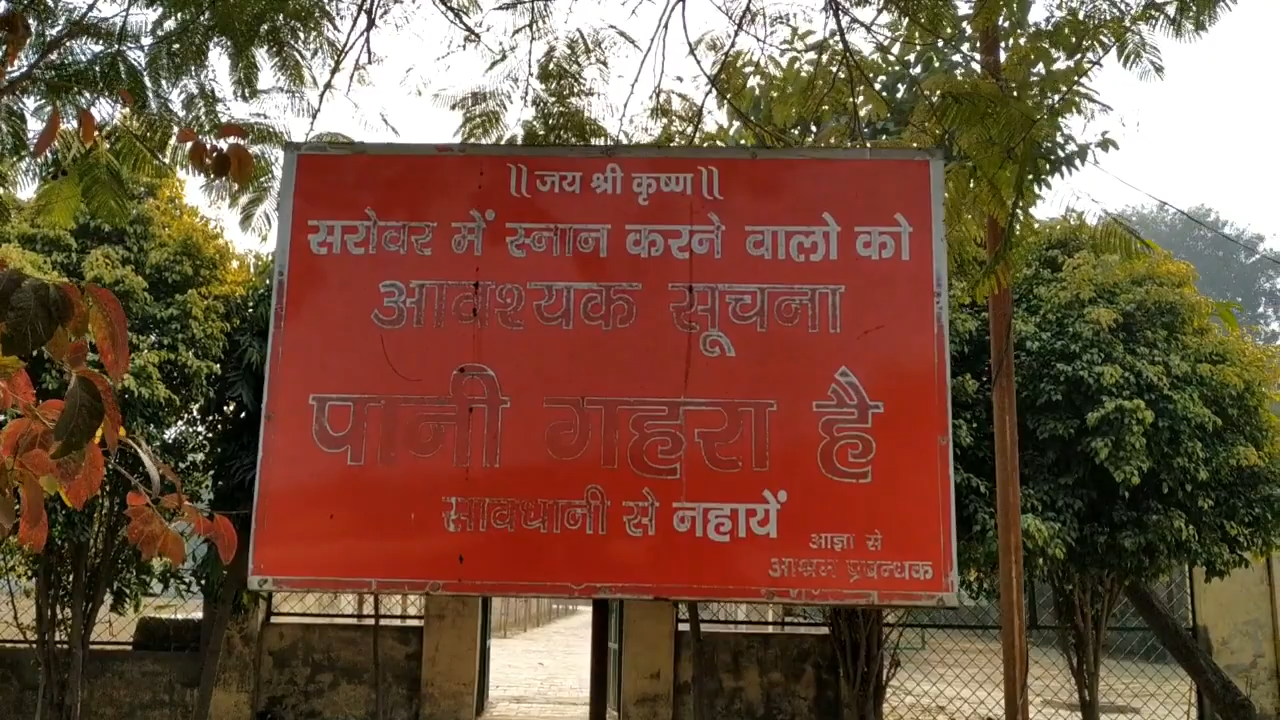 ॥ जय श्री कृष्ण ॥
सरोवर में स्नान करने वालो को
आवश्यक सूचना
पानी गहरा है
सावधानी से नहायें
आज्ञा से
आश्रम प्रबन्धक